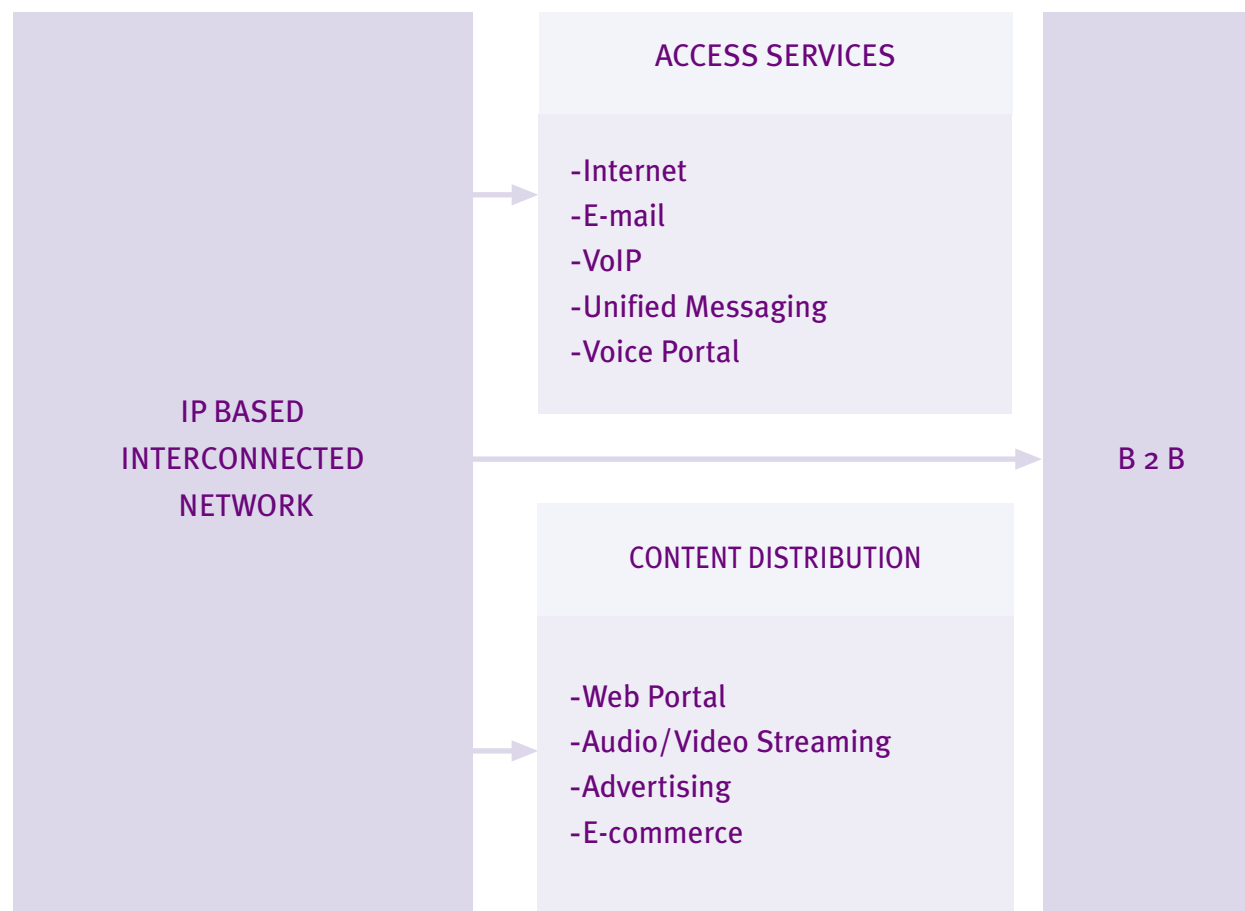 IP BASED
INTERCONNECTED
NETWORK
ACCESS SERVICES
-Internet
-E-mail
-VoIP
-Unified Messaging
-Voice Portal
CONTENT DISTRIBUTION
-Web Portal
-Audio/Video Streaming
-Advertising
-E-commerce
B 2 B